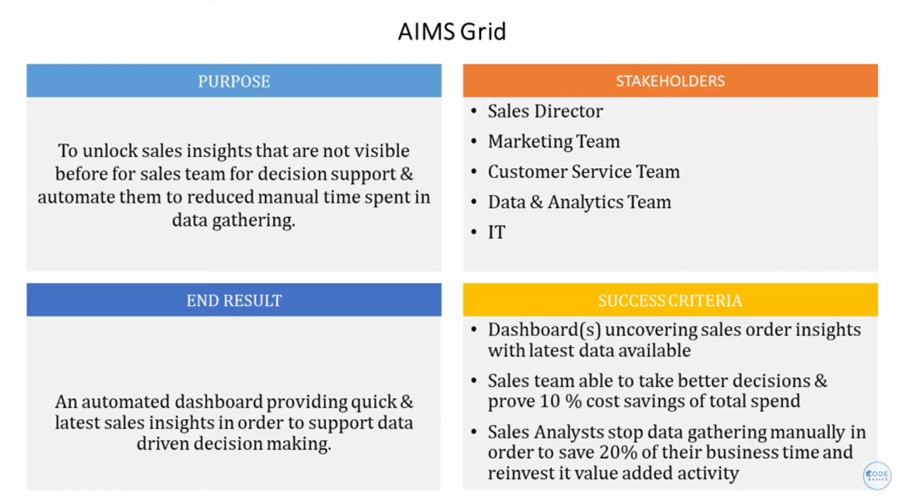 AIMS Grid
PURPOSE
To unlock sales insights that are not visible
before for sales team for decision support &
automate them to reduced manual time spent in
data gathering.
STAKEHOLDERS
• Sales Director
• Marketing Team
• Customer Service Team
• Data & Analytics Team
• IT
END RESULT
An automated dashboard providing quick &
latest sales insights in order to support data
driven decision making.
SUCCESS CRITERIA
• Dashboard(s) uncovering sales order insights
with latest data available
• Sales team able to take better decisions &
prove 10 % cost savings of total spend
• Sales Analysts stop data gathering manually in
order to save 20% of their business time and
reinvest it value added activity
CODE
BASICS